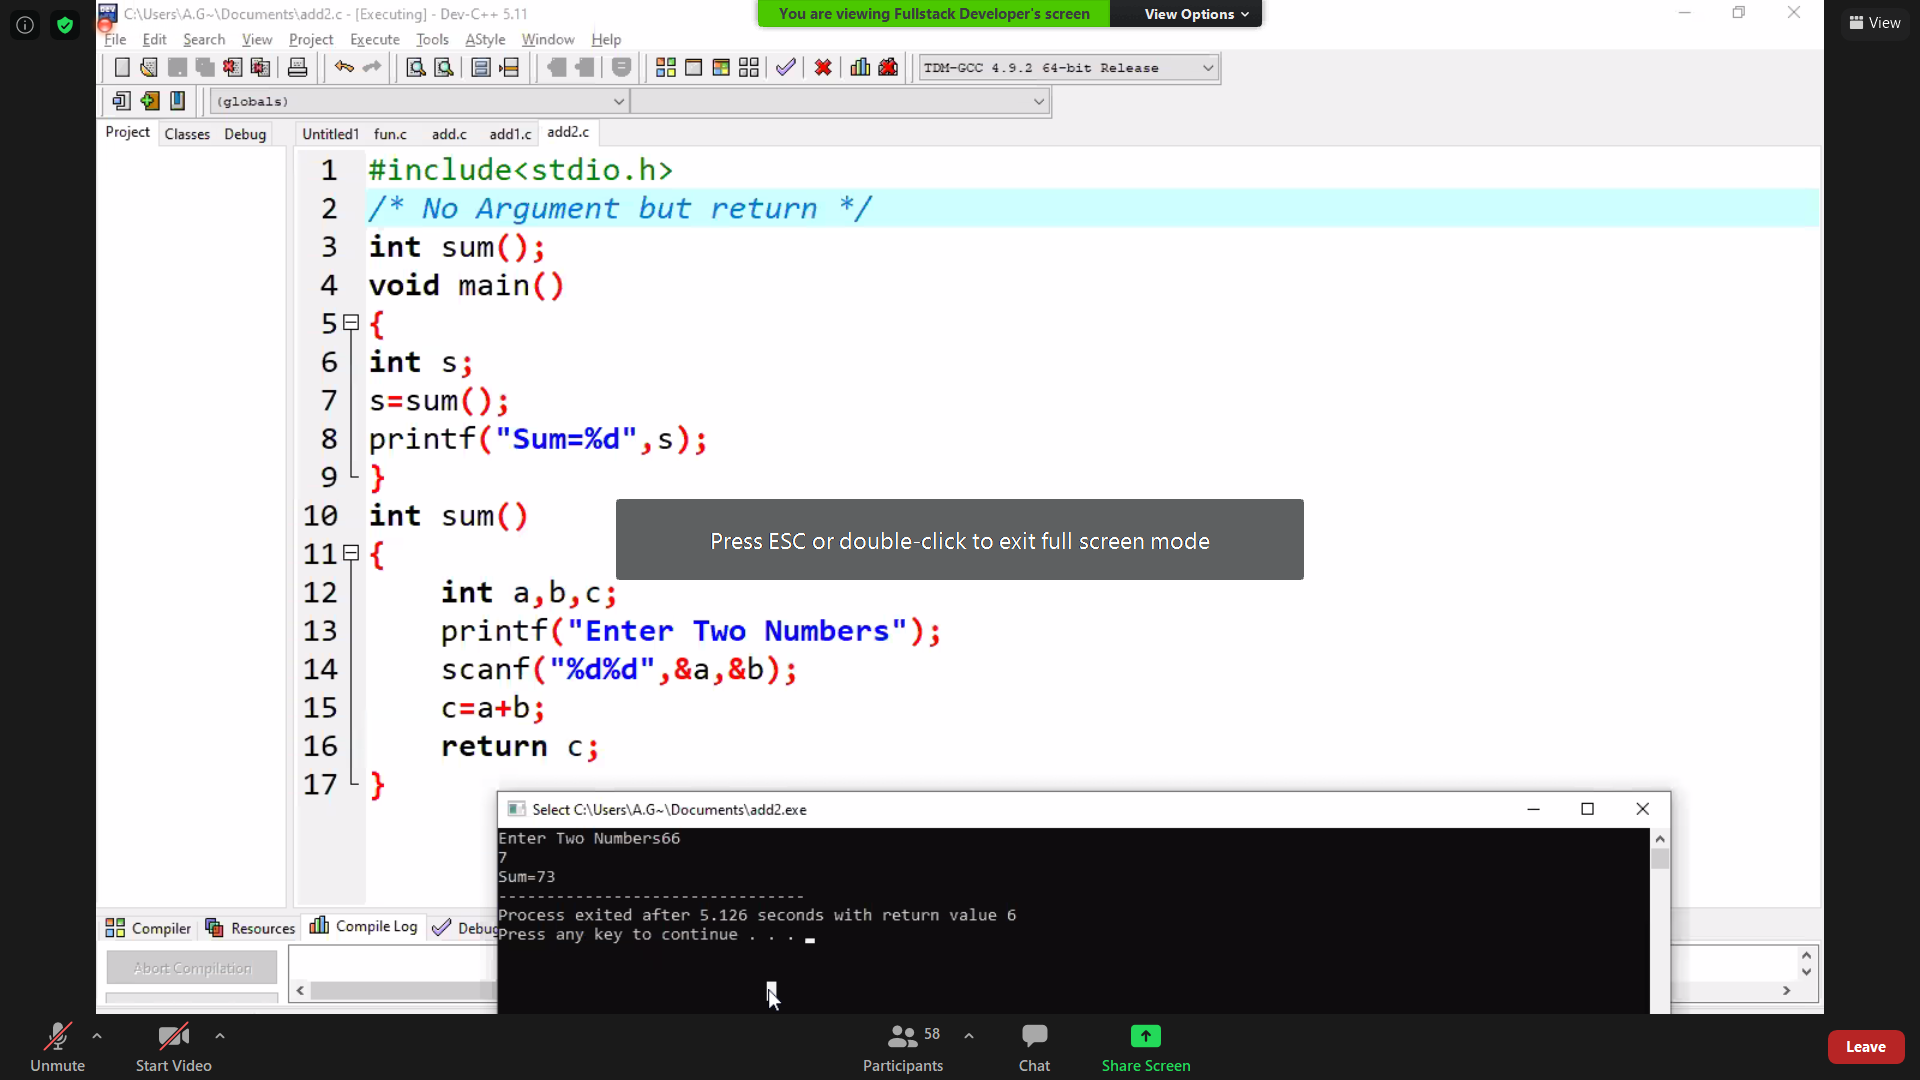 C:\Users\A.G~\Documents\add2.c - [Executing] - Dev-C++ 5.11
You are viewing Fullstack Developer's screen
View Options
View
File Edit Search View Project Execute Tools AStyle Window Help
TDM-GCC 4.9.2 64-bit Release
(globals)
Project Classes Debug
Untitled1 fun.c add.c add1.c add2.c
1 #include<stdio.h>
2 /* No Argument but return */
3 int sum();
4 void main()
5 {
6 int s;
7 s=sum();
8 printf("Sum=%d",s);
9 }
10 int sum()
11 {
12 int a,b,c;
13 printf("Enter Two Numbers");
14 scanf("%d%d",&a,&b);
15 c=a+b;
16 return c;
17 }
Press ESC or double-click to exit full screen mode
Select C:\Users\A.G~\Documents\add2.exe
Enter Two Numbers66
7
Sum=73
--------------------------------
Process exited after 5.126 seconds with return value 6
Press any key to continue . . .
Compiler Resources Compile Log Debug
Abort Compilation
Unmute
Start Video
58
Participants
Chat
Share Screen
Leave